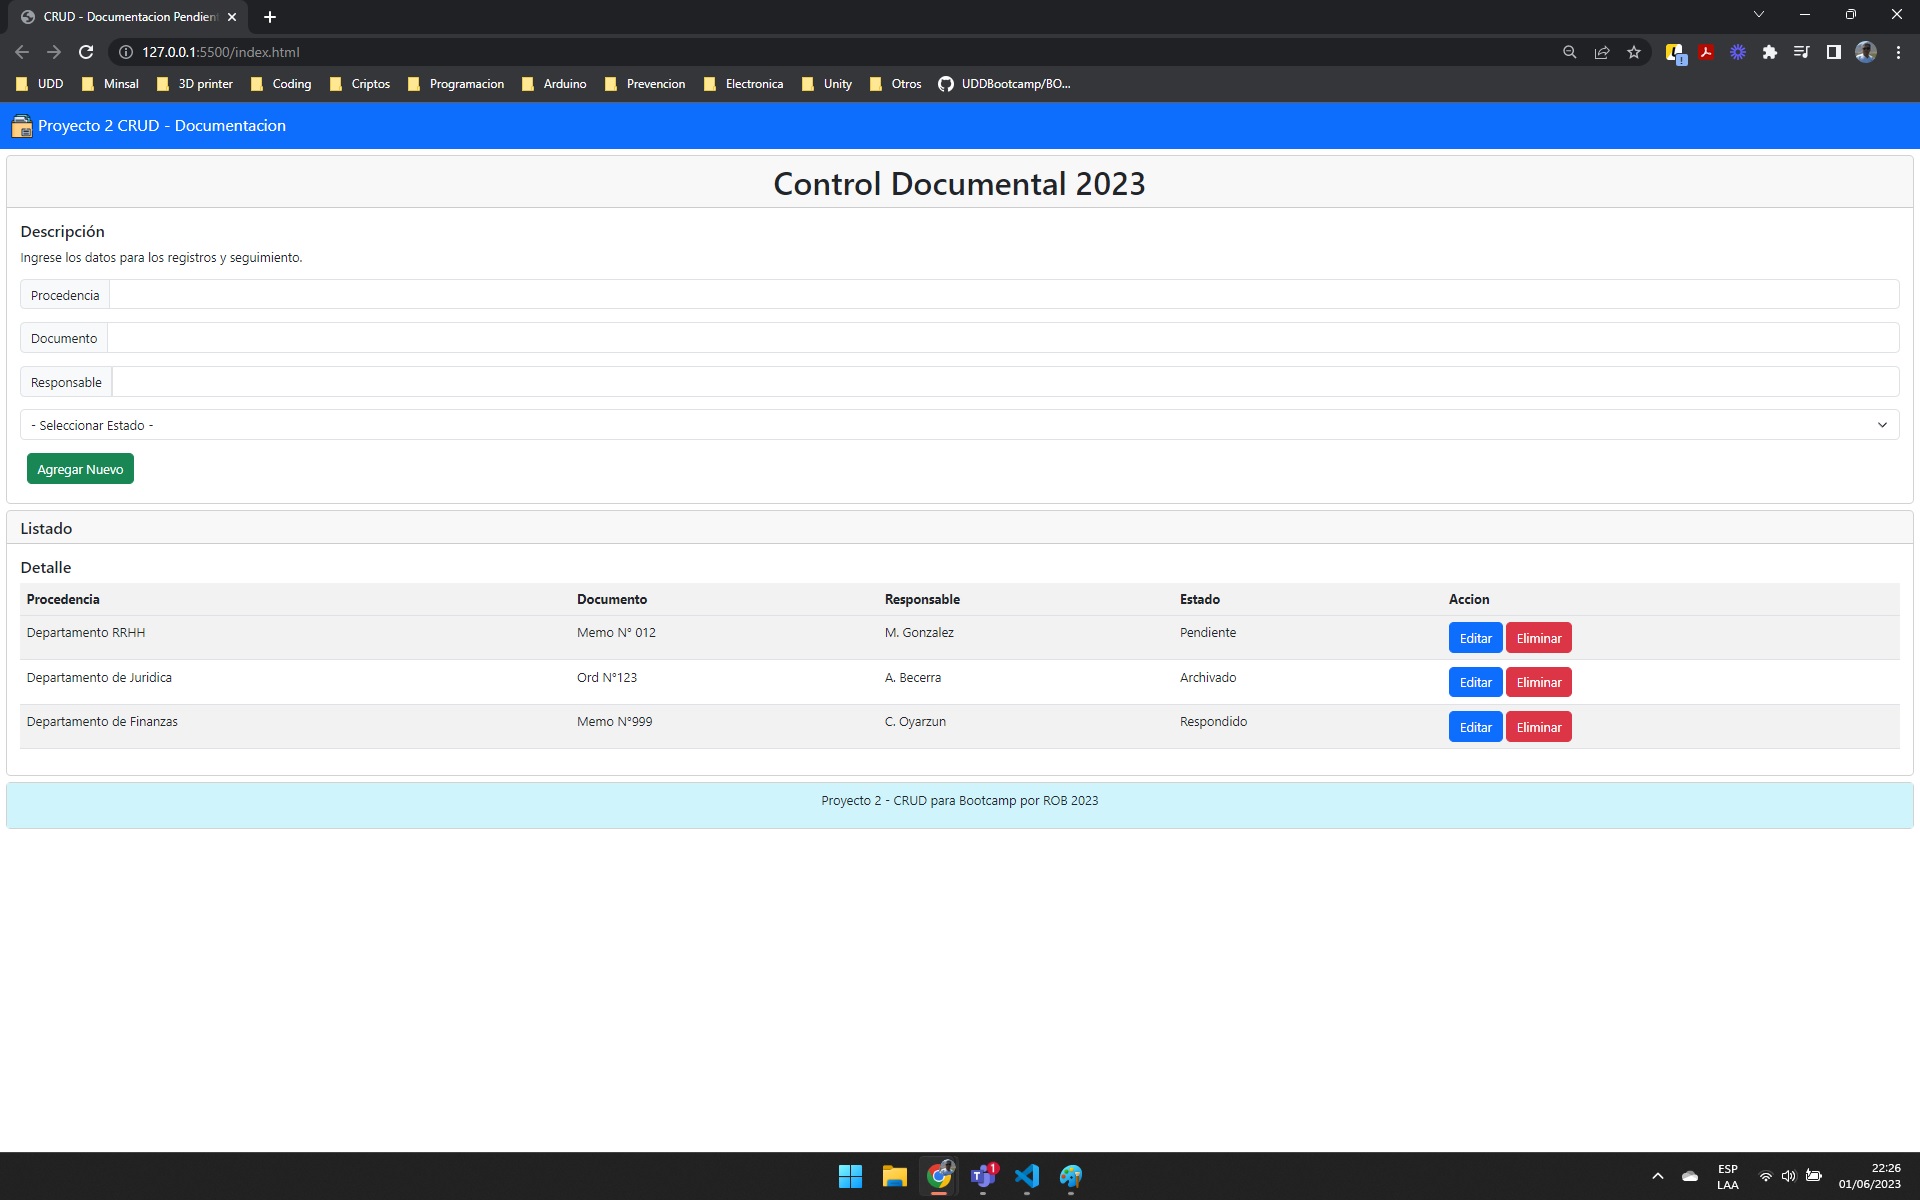 CRUD - Documentacion Pendien
127.0.0.1:5500/index.html
UDD Minsal 3D printer Coding Criptos Programacion Arduino Prevencion Electronica Unity Otros UDDBootcamp/BO...
Proyecto 2 CRUD - Documentacion
Control Documental 2023
Descripción
Ingrese los datos para los registros y seguimiento.
Procedencia
Documento
Responsable
- Seleccionar Estado -
Agregar Nuevo
Listado
Detalle
Procedencia Documento Responsable Estado Accion
Departamento RRHH Memo N° 012 M. Gonzalez Pendiente Editar Eliminar
Departamento de Juridica Ord N°123 A. Becerra Archivado Editar Eliminar
Departamento de Finanzas Memo N°999 C. Oyarzun Respondido Editar Eliminar
Proyecto 2 - CRUD para Bootcamp por ROB 2023
1
ESP 22:26
LAA 01/06/2023